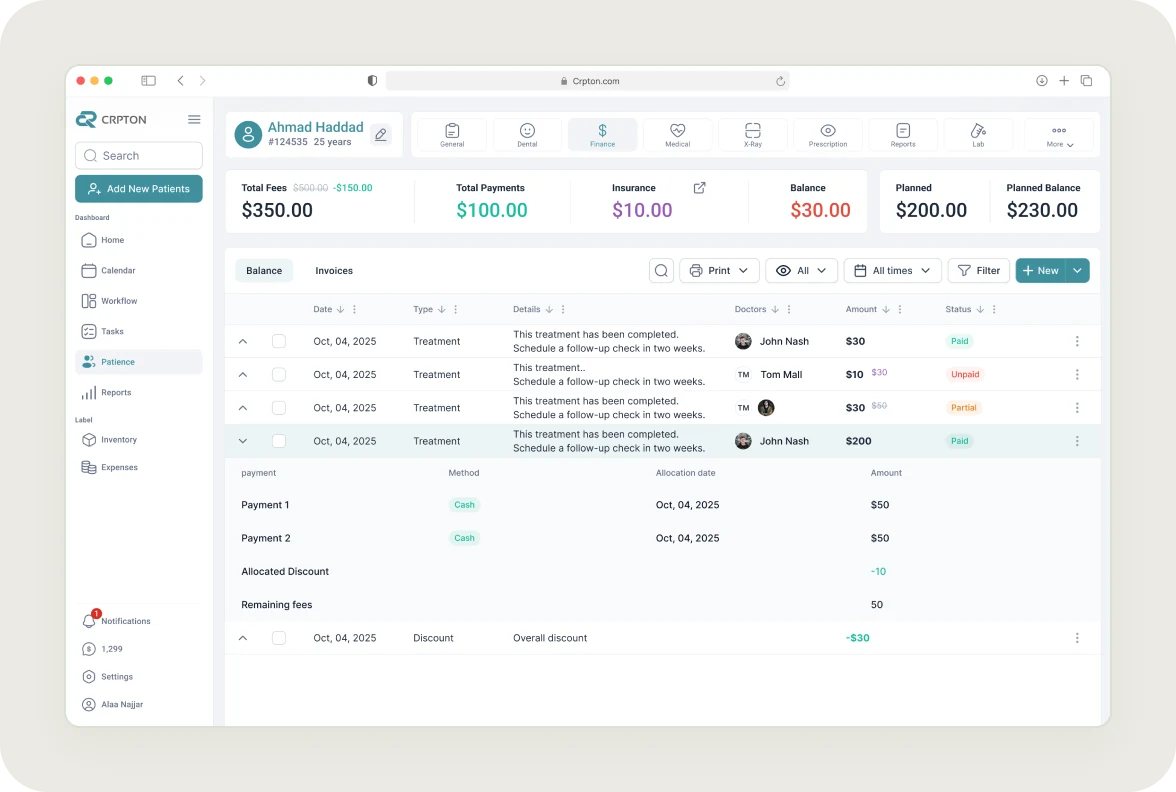 Crpton.com
CRPTON
Search
Add New Patients
Dashboard
Home
Calendar
Workflow
Tasks
Patience
Reports
Label
Inventory
Expenses
1
Notifications
$ 1,299
Settings
Alaa Najjar
Ahmad Haddad
#124535 25 years
General
Dental
$
Finance
Medical
X-Ray
Prescription
Reports
Lab
More
Total Fees $500.00 -$150.00
$350.00
Total Payments
$100.00
Insurance
$10.00
Balance
$30.00
Planned
$200.00
Planned Balance
$230.00
Balance Invoices Print All All times Filter + New
Date Type Details Doctors Amount Status
This treatment has been completed.
Oct, 04, 2025 Treatment John Nash $30 Paid
Schedule a follow-up check in two weeks.
This treatment..
Oct, 04, 2025 Treatment TM Tom Mall $10 $30 Unpaid
Schedule a follow-up check in two weeks.
This treatment has been completed.
Oct, 04, 2025 Treatment TM $30 $50 Partial
Schedule a follow-up check in two weeks.
This treatment has been completed.
Oct, 04, 2025 Treatment John Nash $200 Paid
Schedule a follow-up check in two weeks.
payment Method Allocation date Amount
Payment 1 Cash Oct, 04, 2025 $50
Payment 2 Cash Oct, 04, 2025 $50
Allocated Discount -10
Remaining fees 50
Oct, 04, 2025 Discount Overall discount -$30